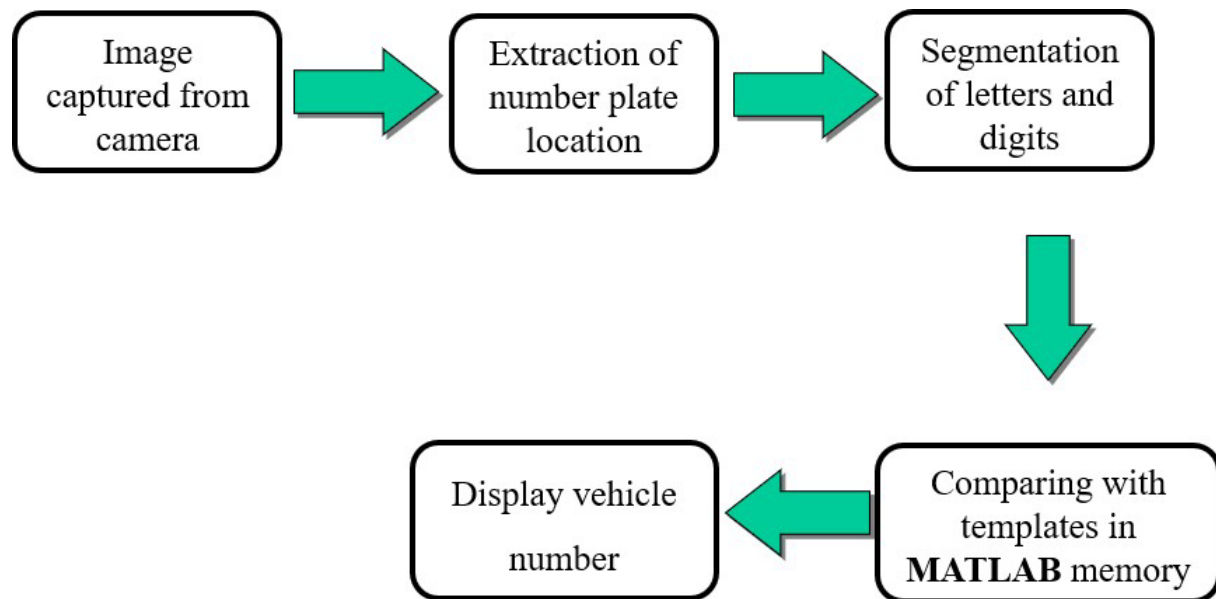 Image
captured from
camera
Extraction of
number plate
location
Segmentation
of letters and
digits
Comparing with
templates in
MATLAB memory
Display vehicle
number